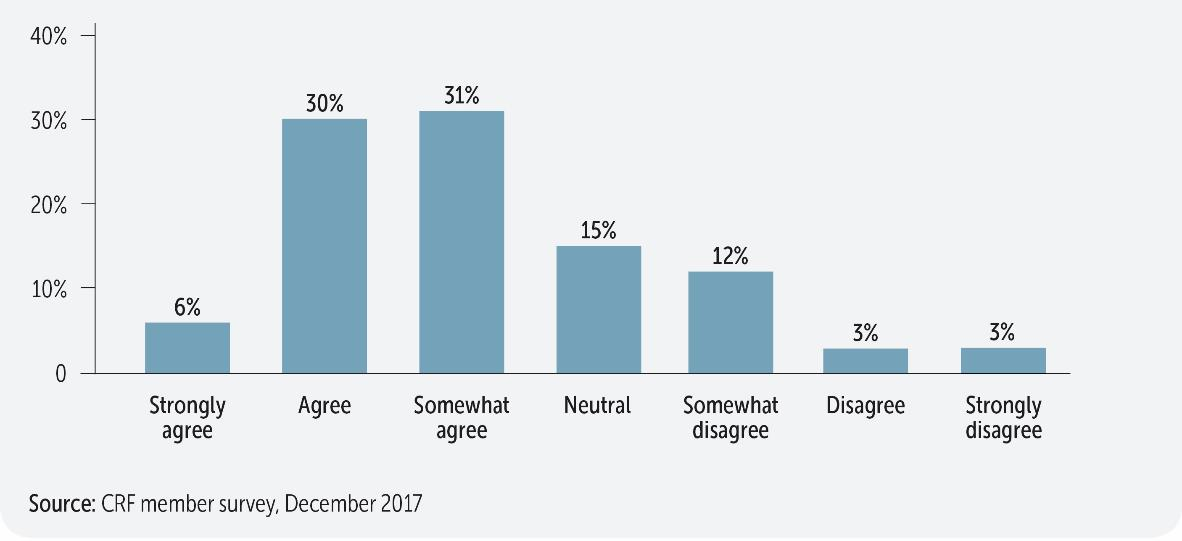 40%
31%
30%
30%
20%
15%
12%
10%
6%
3%
3%
0
Strongly agree
Agree
Somewhat agree
Neutral
Somewhat disagree
Disagree
Strongly disagree
Source: CRF member survey, December 2017